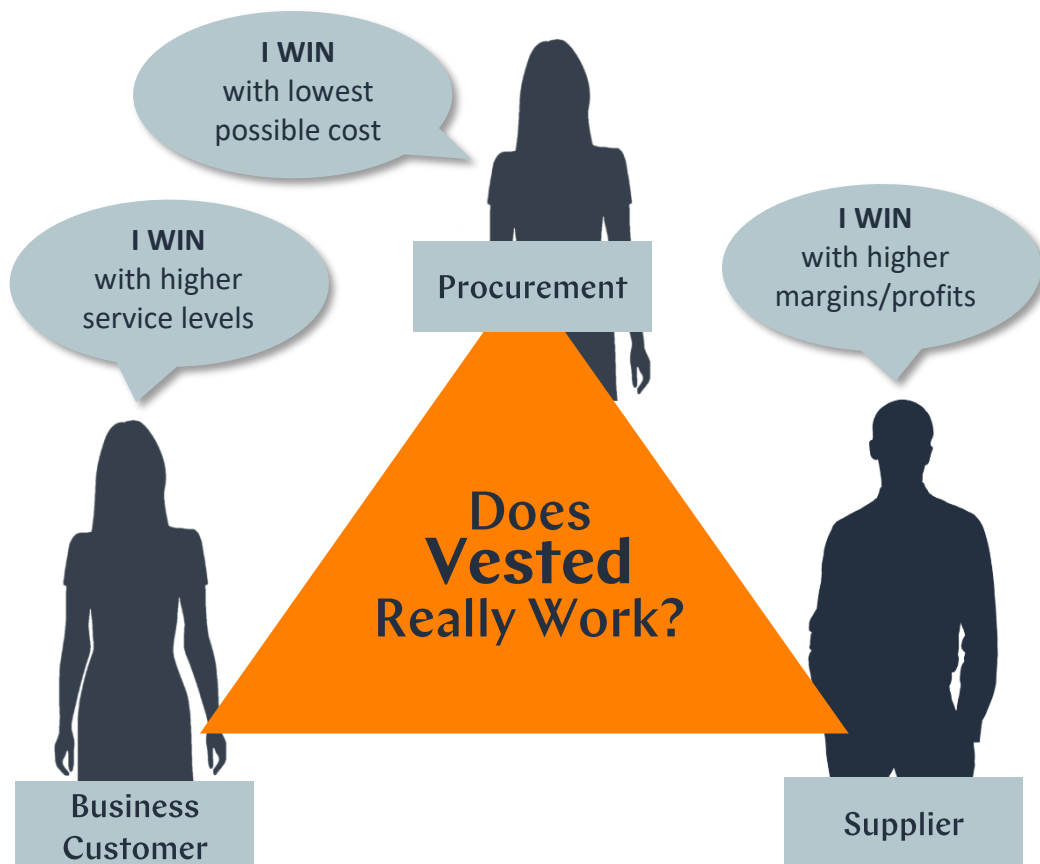 I WIN
with lowest
possible cost
I WIN
with higher
service levels
I WIN
with higher
margins/profits
Procurement
Does
Vested
Really Work?
Business
Customer
Supplier